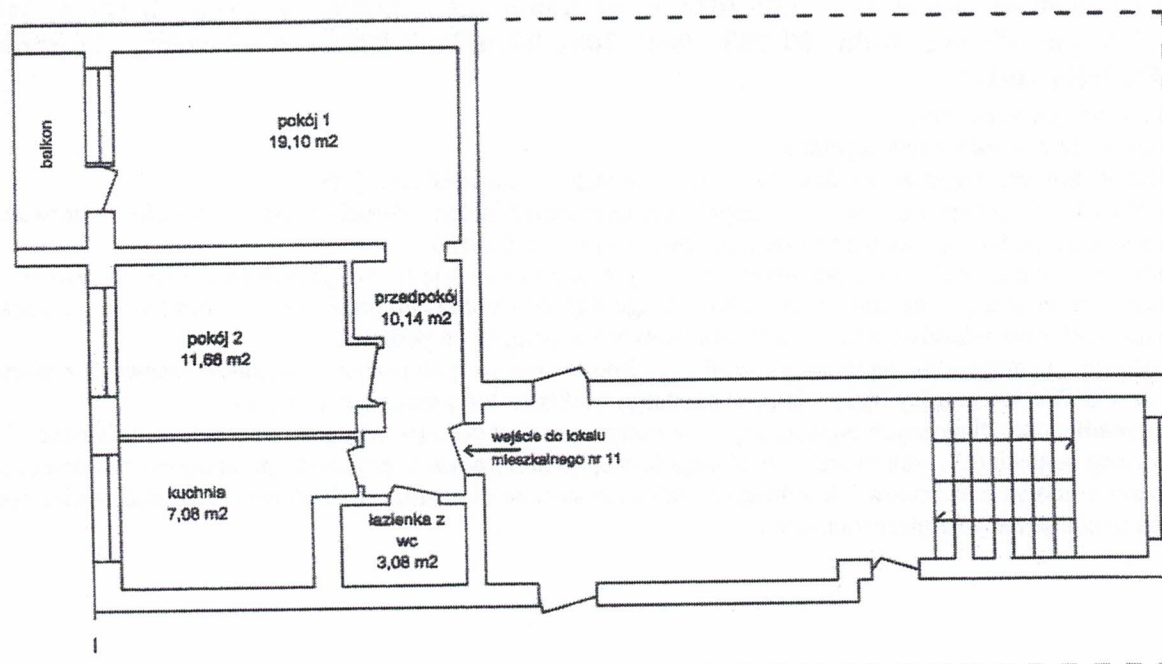 balkon
pokój 1
19,10 m2
przedpokój
10,14 m2
pokój 2
11,68 m2
wejście do lokalu
mieszkalnego nr 11
kuchnia
7,08 m2
łazienka z
wc
3,08 m2